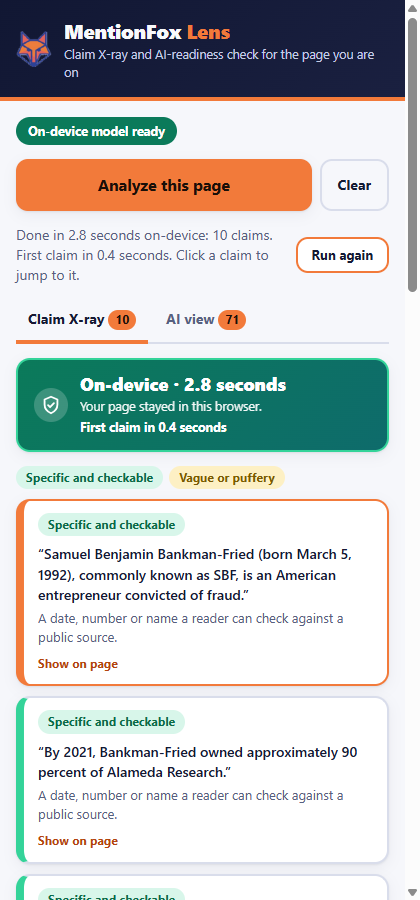 MentionFox Lens
Claim X-ray and AI-readiness check for the page you are
on
On-device model ready
Analyze this page
Clear
Done in 2.8 seconds on-device: 10 claims.
First claim in 0.4 seconds. Click a claim to
jump to it.
Run again
Claim X-ray 10
AI view 71
On-device · 2.8 seconds
Your page stayed in this browser.
First claim in 0.4 seconds
Specific and checkable
Vague or puffery
Specific and checkable
“Samuel Benjamin Bankman-Fried (born March 5,
1992), commonly known as SBF, is an American
entrepreneur convicted of fraud.”
A date, number or name a reader can check against a
public source.
Show on page
Specific and checkable
“By 2021, Bankman-Fried owned approximately 90
percent of Alameda Research.”
A date, number or name a reader can check against a
public source.
Show on page
Specific and checkable